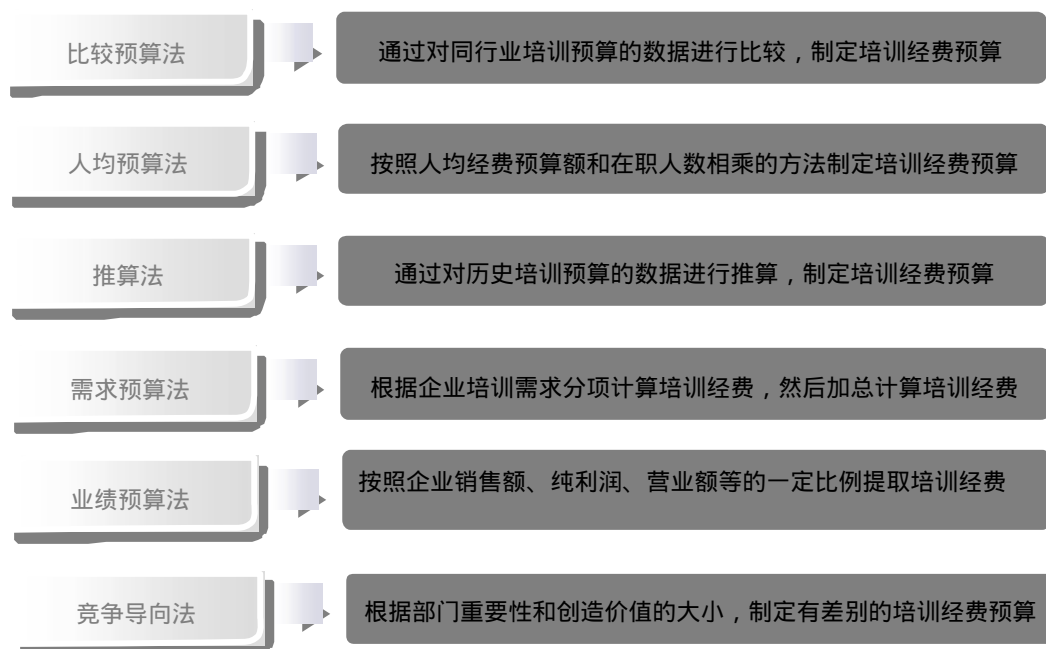 比较预算法
通过对同行业培训预算的数据进行比较，制定培训经费预算
人均预算法
按照人均经费预算额和在职人数相乘的方法制定培训经费预算
推算法
通过对历史培训预算的数据进行推算，制定培训经费预算
需求预算法
根据企业培训需求分项计算培训经费，然后加总计算培训经费
业绩预算法
按照企业销售额、纯利润、营业额等的一定比例提取培训经费
竞争导向法
根据部门重要性和创造价值的大小，制定有差别的培训经费预算